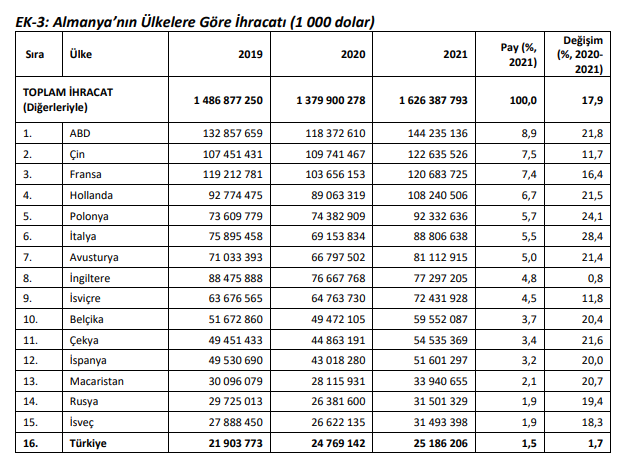 EK-3: Almanya’nın Ülkelere Göre İhracatı (1 000 dolar)
Sıra Ülke 2019 2020 2021 Pay (%, 2021) Değişim (%, 2020-2021)
TOPLAM İHRACAT (Diğerleriyle) 1 486 877 250 1 379 900 278 1 626 387 793 100,0 17,9
1. ABD 132 857 659 118 372 610 144 235 136 8,9 21,8
2. Çin 107 451 431 109 741 467 122 635 526 7,5 11,7
3. Fransa 119 212 781 103 656 153 120 683 725 7,4 16,4
4. Hollanda 92 774 475 89 063 319 108 240 506 6,7 21,5
5. Polonya 73 609 779 74 382 909 92 332 636 5,7 24,1
6. İtalya 75 895 458 69 153 834 88 806 638 5,5 28,4
7. Avusturya 71 033 393 66 797 502 81 112 915 5,0 21,4
8. İngiltere 88 475 888 76 667 768 77 297 205 4,8 0,8
9. İsviçre 63 676 565 64 763 730 72 431 928 4,5 11,8
10. Belçika 51 672 860 49 472 105 59 552 087 3,7 20,4
11. Çekya 49 451 433 44 863 191 54 535 369 3,4 21,6
12. İspanya 49 530 690 43 018 280 51 601 297 3,2 20,0
13. Macaristan 30 096 079 28 115 931 33 940 655 2,1 20,7
14. Rusya 29 725 013 26 381 600 31 501 329 1,9 19,4
15. İsveç 27 888 450 26 622 135 31 493 398 1,9 18,3
16. Türkiye 21 903 773 24 769 142 25 186 206 1,5 1,7